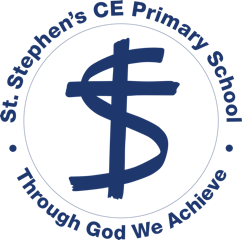 St. Stephen's CE Primary School
Through God We Achieve